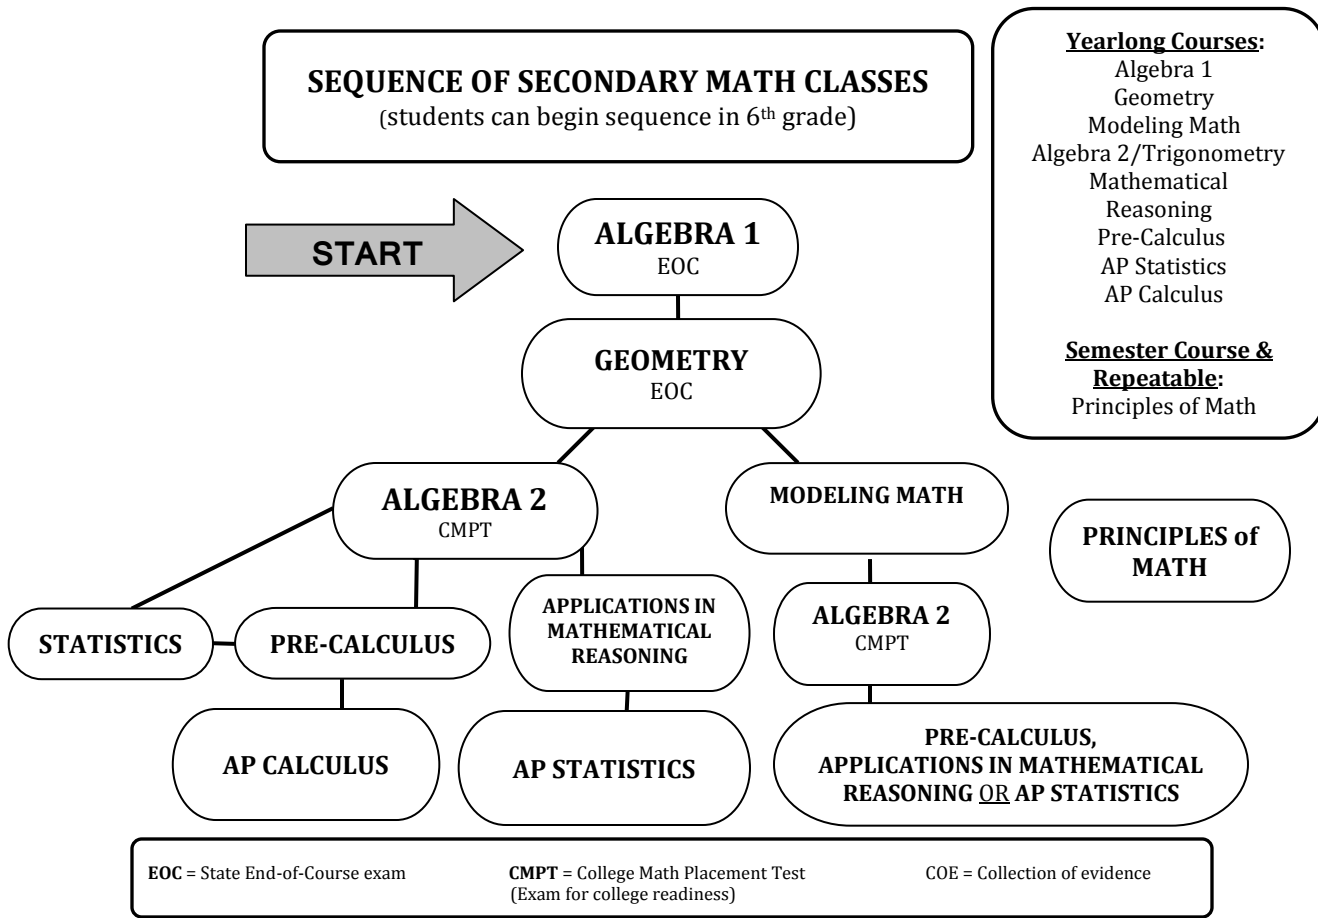 SEQUENCE OF SECONDARY MATH CLASSES
(students can begin sequence in 6th grade)
Yearlong Courses:
Algebra 1
Geometry
Modeling Math
Algebra 2/Trigonometry
Mathematical
Reasoning
Pre-Calculus
AP Statistics
AP Calculus
Semester Course &
Repeatable:
Principles of Math
START
ALGEBRA 1
EOC
GEOMETRY
EOC
ALGEBRA 2
CMPT
MODELING MATH
PRINCIPLES of
MATH
STATISTICS
PRE-CALCULUS
APPLICATIONS IN
MATHEMATICAL
REASONING
ALGEBRA 2
CMPT
AP CALCULUS
AP STATISTICS
PRE-CALCULUS,
APPLICATIONS IN MATHEMATICAL
REASONING OR AP STATISTICS
EOC = State End-of-Course exam
CMPT = College Math Placement Test
(Exam for college readiness)
COE = Collection of evidence